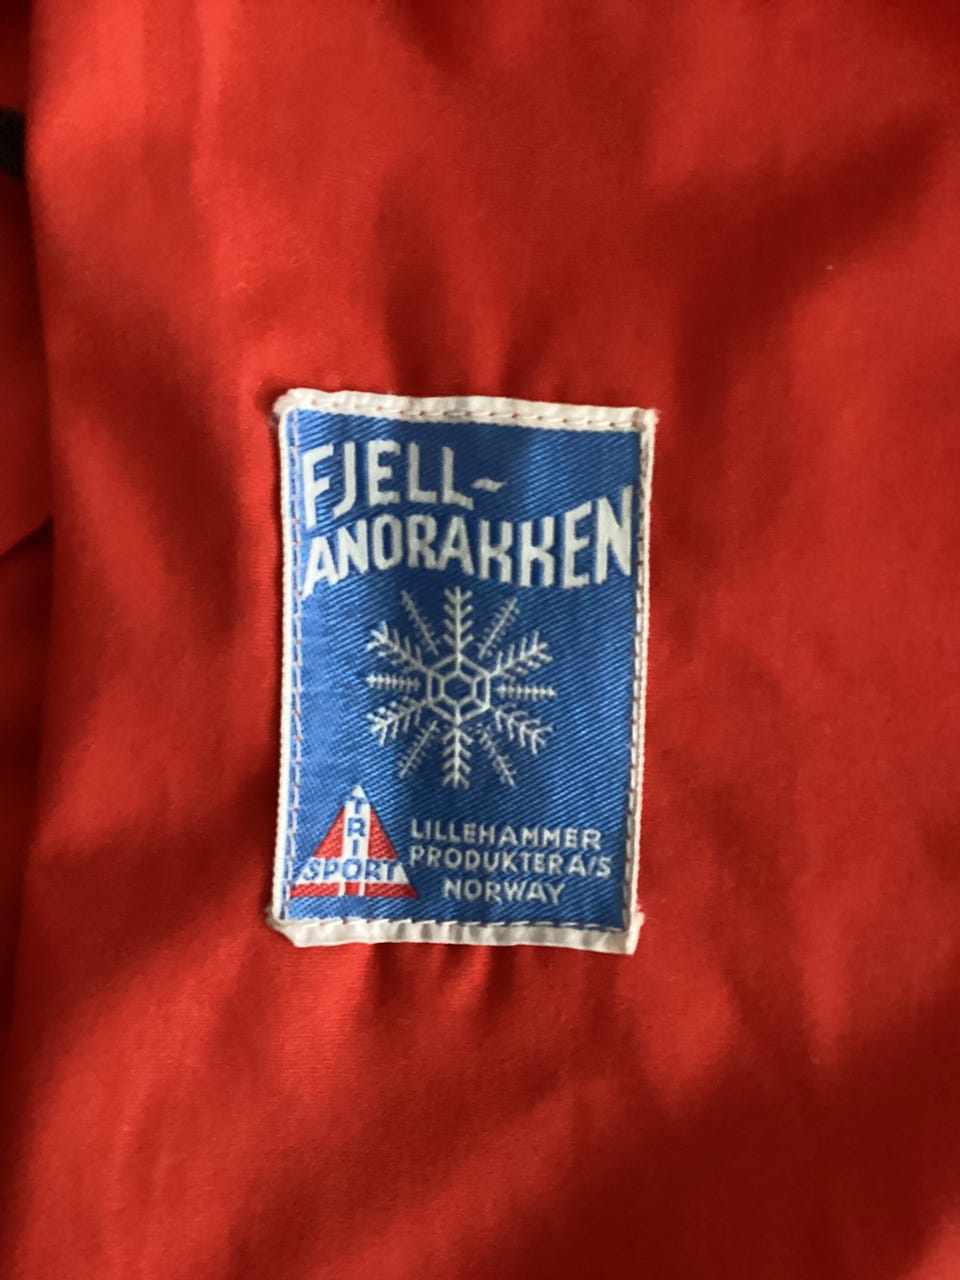 FJELL-
ANORAKKEN
TRI
SPORT
LILLEHAMMER
PRODUKTER A/S
NORWAY